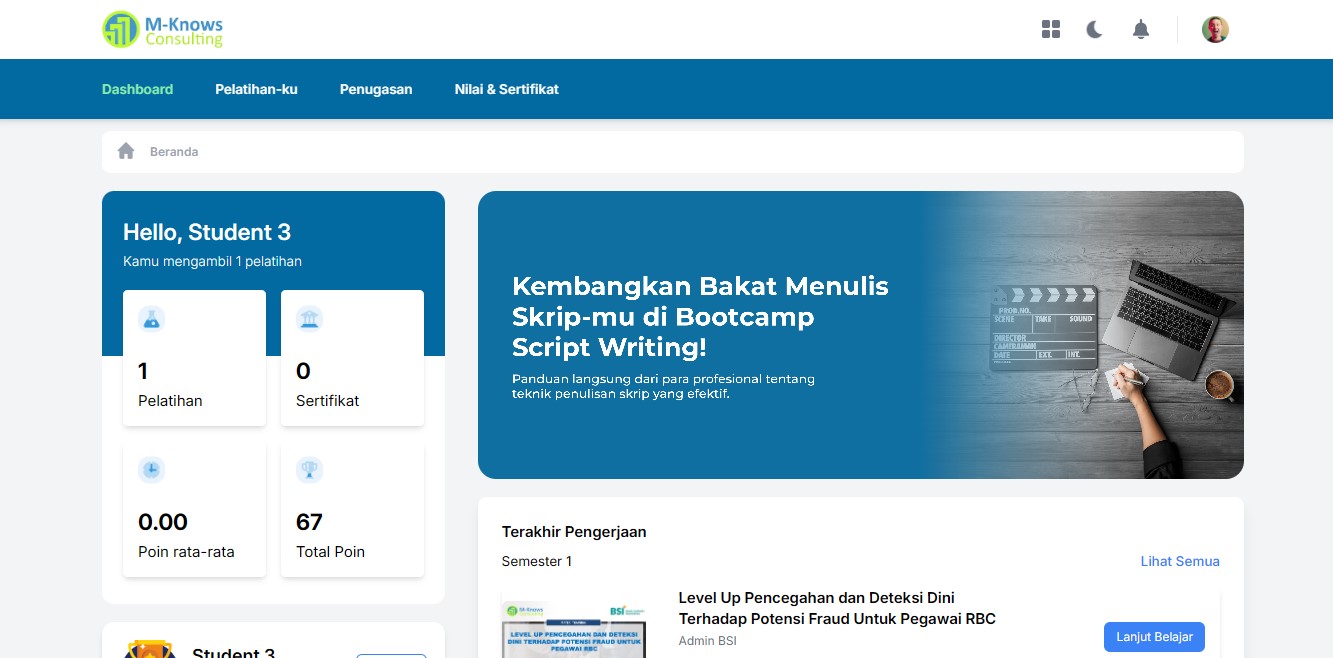 M-Knows
Consulting
Dashboard
Pelatihan-ku
Penugasan
Nilai & Sertifikat
Beranda
Hello, Student 3
Kamu mengambil 1 pelatihan
1
Pelatihan
0
Sertifikat
0.00
Poin rata-rata
67
Total Poin
Student 3
Kembangkan Bakat Menulis
Skrip-mu di Bootcamp
Script Writing!
Panduan langsung dari para profesional tentang
teknik penulisan skrip yang efektif.
PROD.NO.
SCENE TAKE SOUND
DIRECTOR
CAMERAMAN
DATE EXT. INT.
Terakhir Pengerjaan
Semester 1
Lihat Semua
M-Knows
BSI
LEVEL UP PENCEGAHAN DAN DETEKSI
DINI TERHADAP POTENSI FRAUD UNTUK
PEGAWAI RBC
Level Up Pencegahan dan Deteksi Dini
Terhadap Potensi Fraud Untuk Pegawai RBC
Admin BSI
Lanjut Belajar